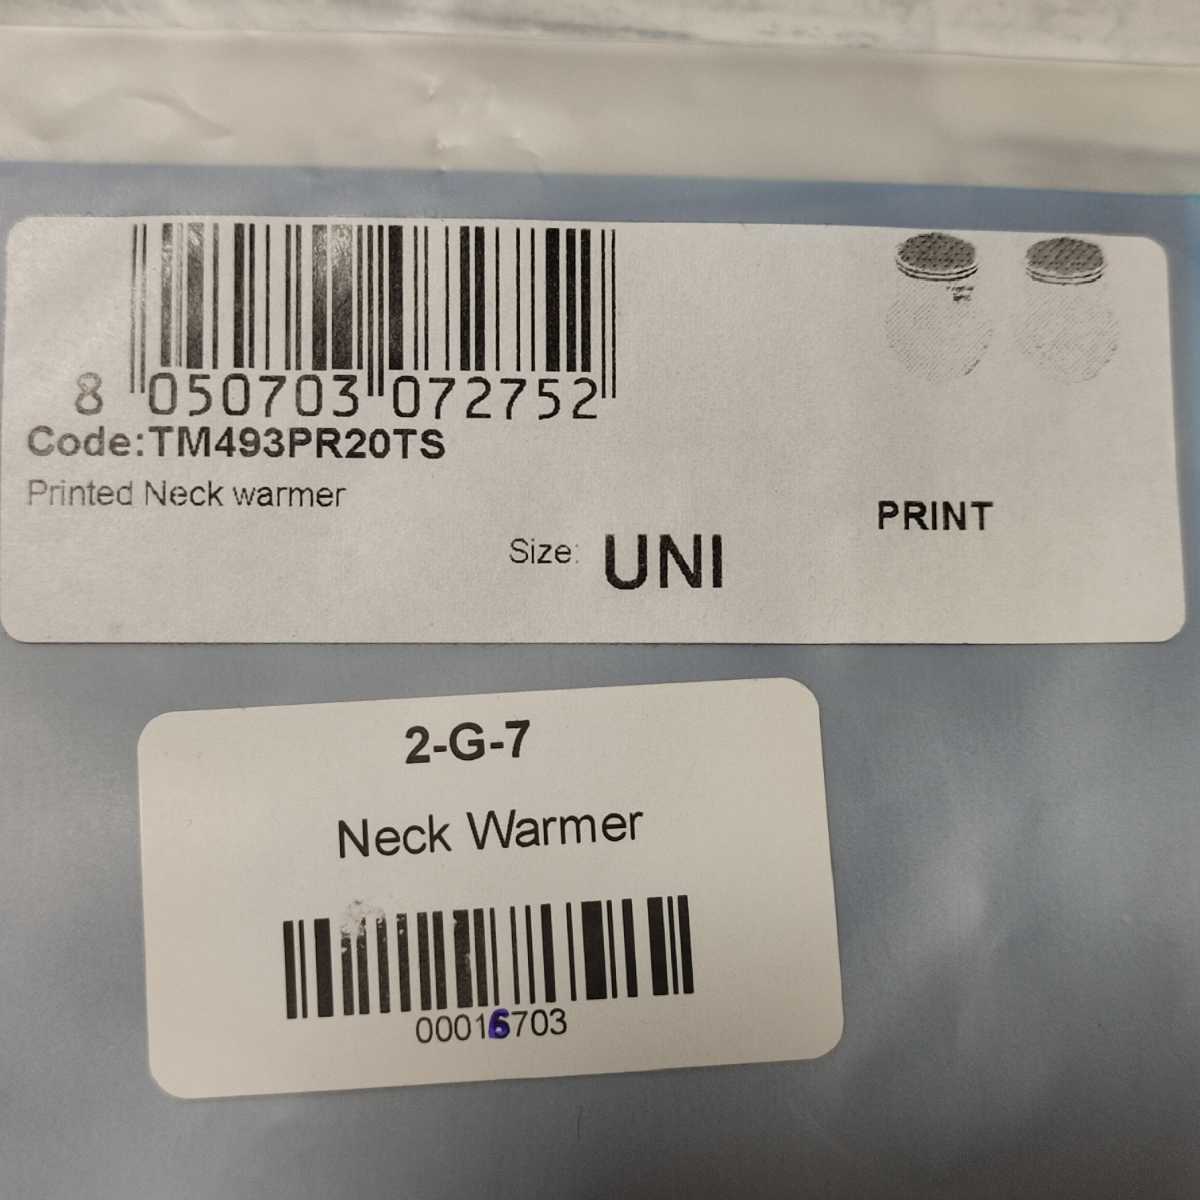 8 050703 072752
Code:TM493PR20TS
Printed Neck warmer
Size: UNI
PRINT
2-G-7
Neck Warmer
00016703